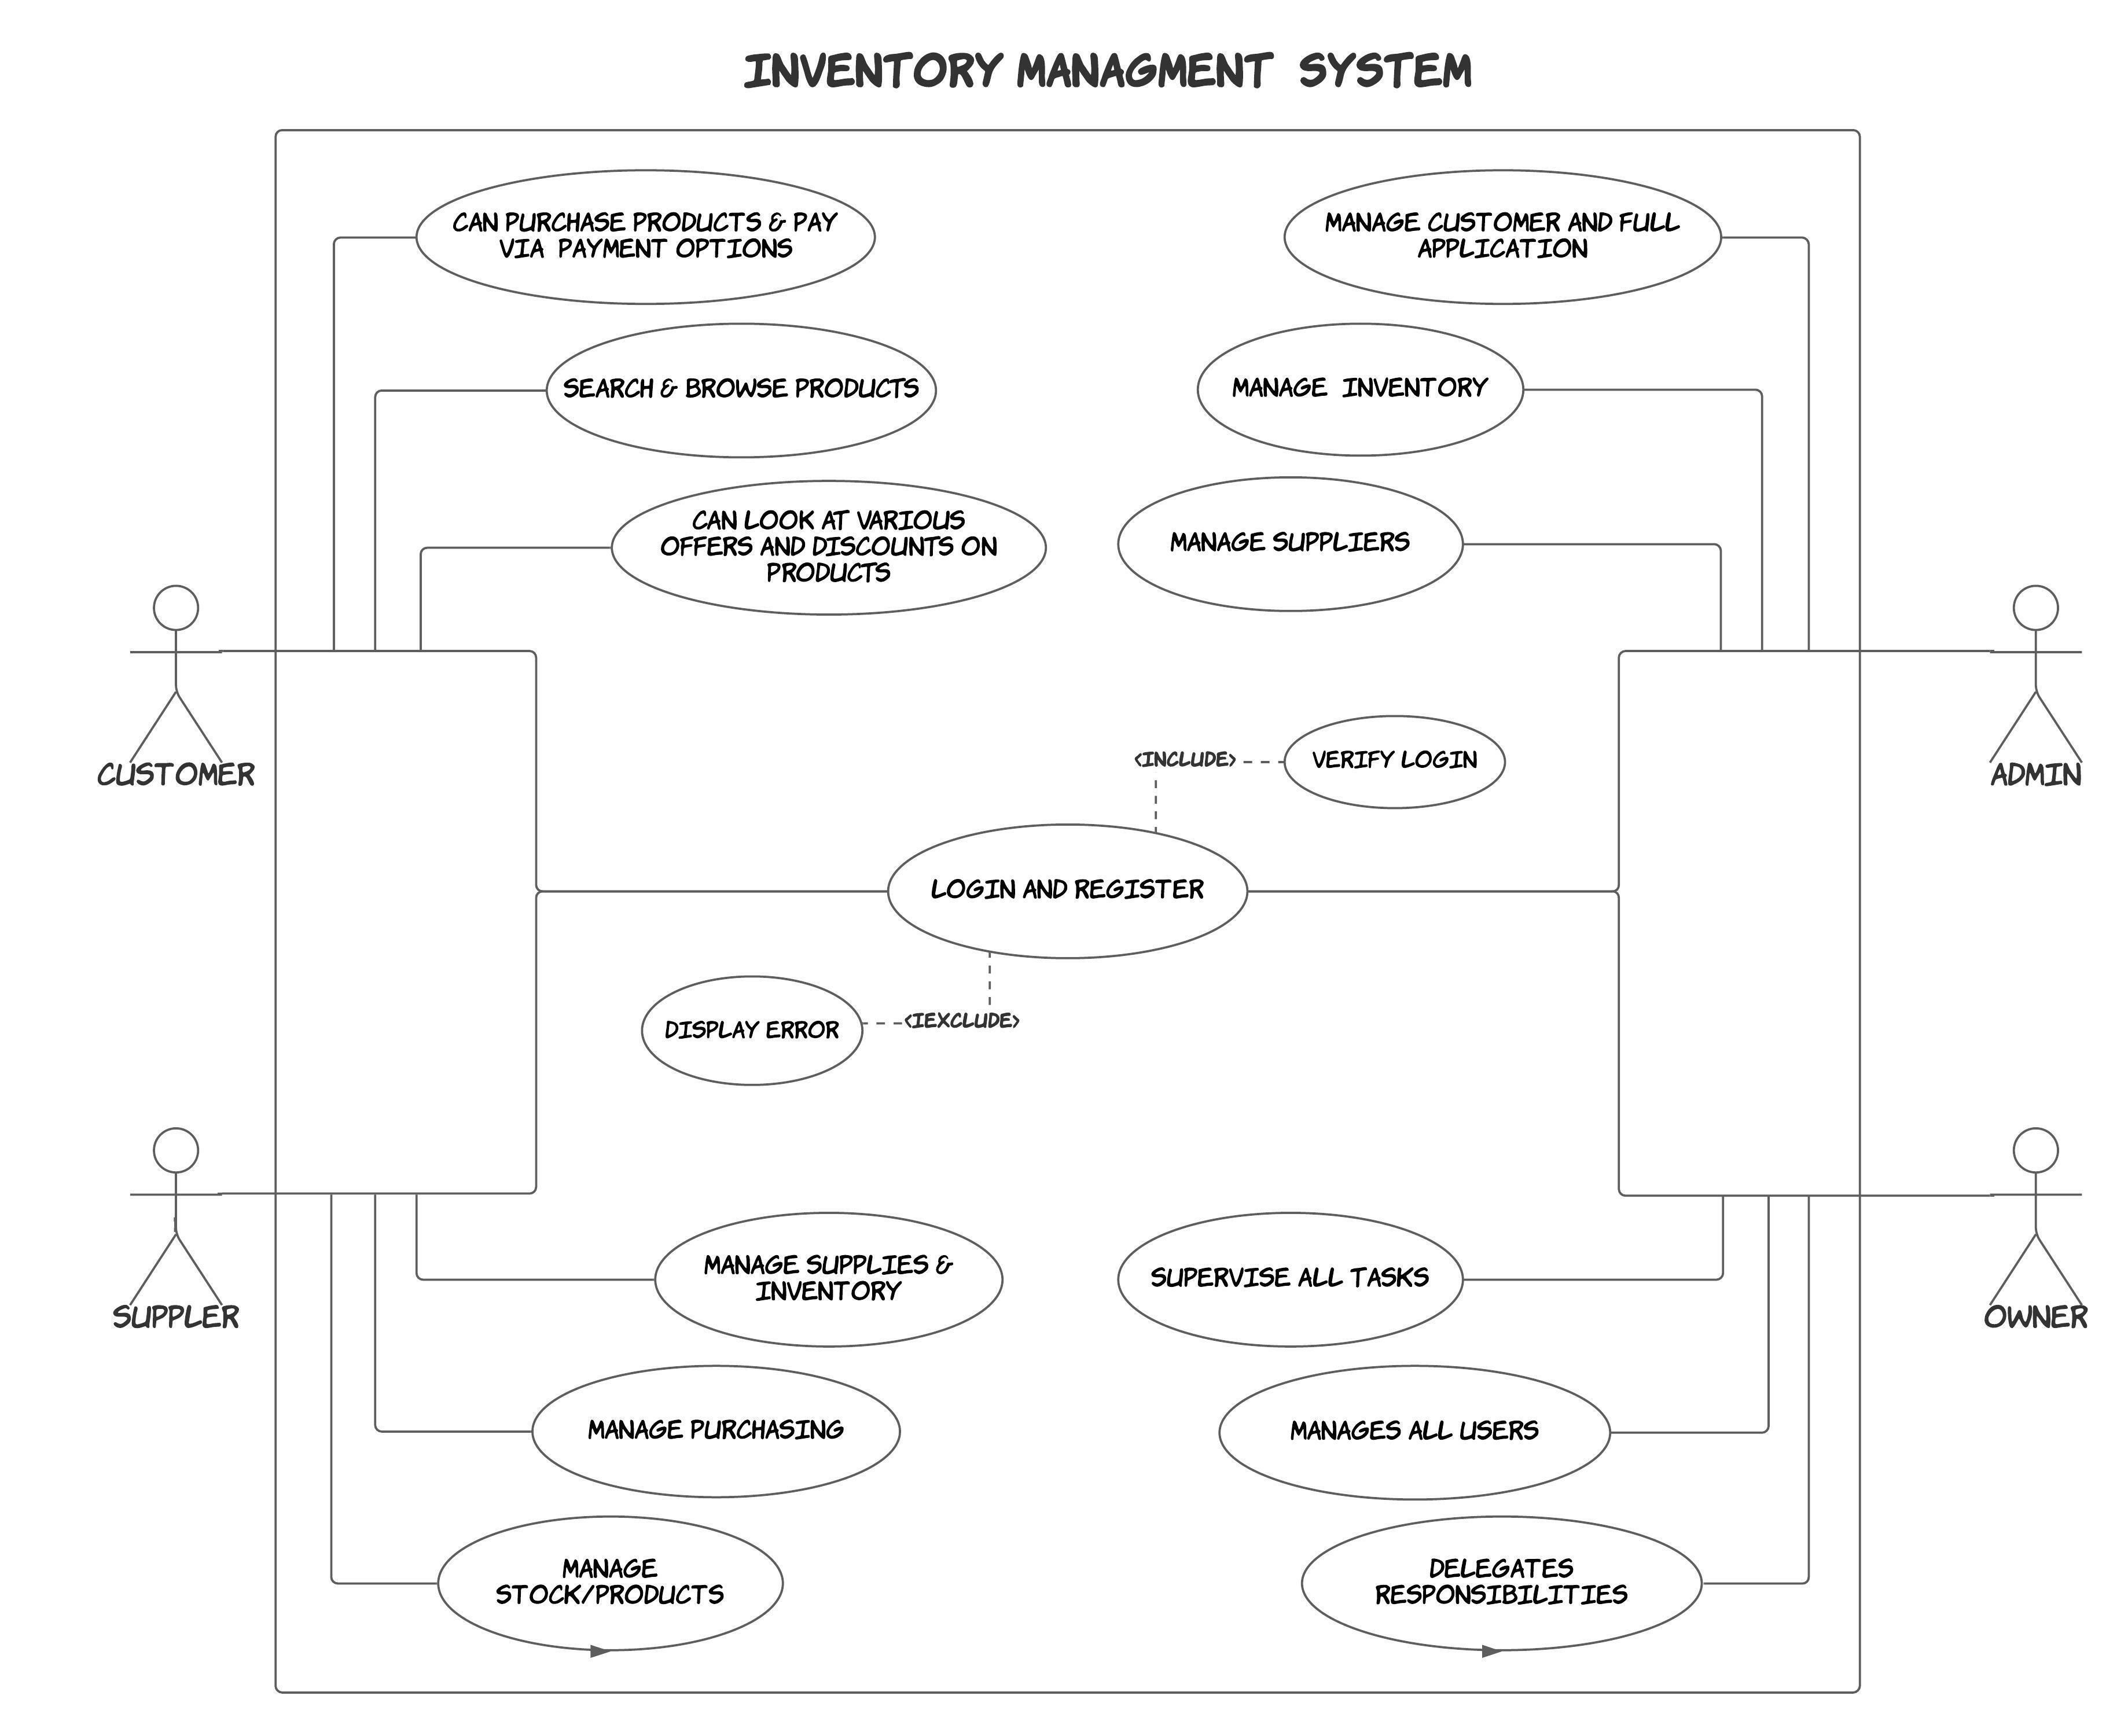 INVENTORY MANAGMENT SYSTEM
CAN PURCHASE PRODUCTS & PAY
VIA PAYMENT OPTIONS
MANAGE CUSTOMER AND FULL
APPLICATION
SEARCH & BROWSE PRODUCTS
MANAGE INVENTORY
CAN LOOK AT VARIOUS
OFFERS AND DISCOUNTS ON
PRODUCTS
MANAGE SUPPLIERS
CUSTOMER
<INCLUDE>
VERIFY LOGIN
ADMIN
LOGIN AND REGISTER
DISPLAY ERROR
<IEXCLUDE>
SUPPLER
MANAGE SUPPLIES &
INVENTORY
SUPERVISE ALL TASKS
OWNER
MANAGE PURCHASING
MANAGES ALL USERS
MANAGE
STOCK/PRODUCTS
DELEGATES
RESPONSIBILITIES